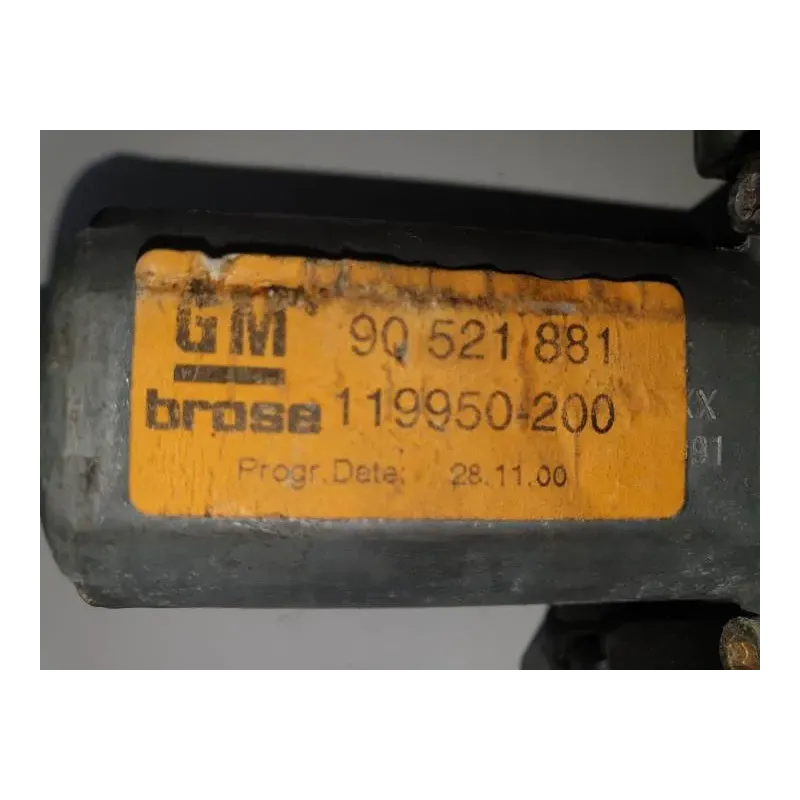 GM 90 521 881
brose 119950-200
Progr.Date: 28.11.00